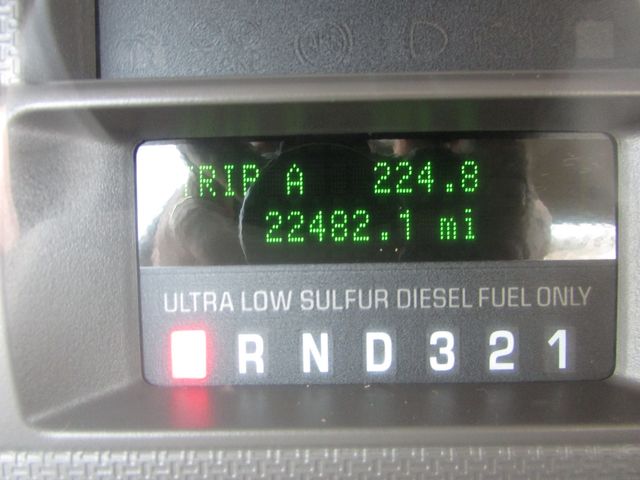 TRIP A 224.8
22482.1 mi
ULTRA LOW SULFUR DIESEL FUEL ONLY
R N D 3 2 1